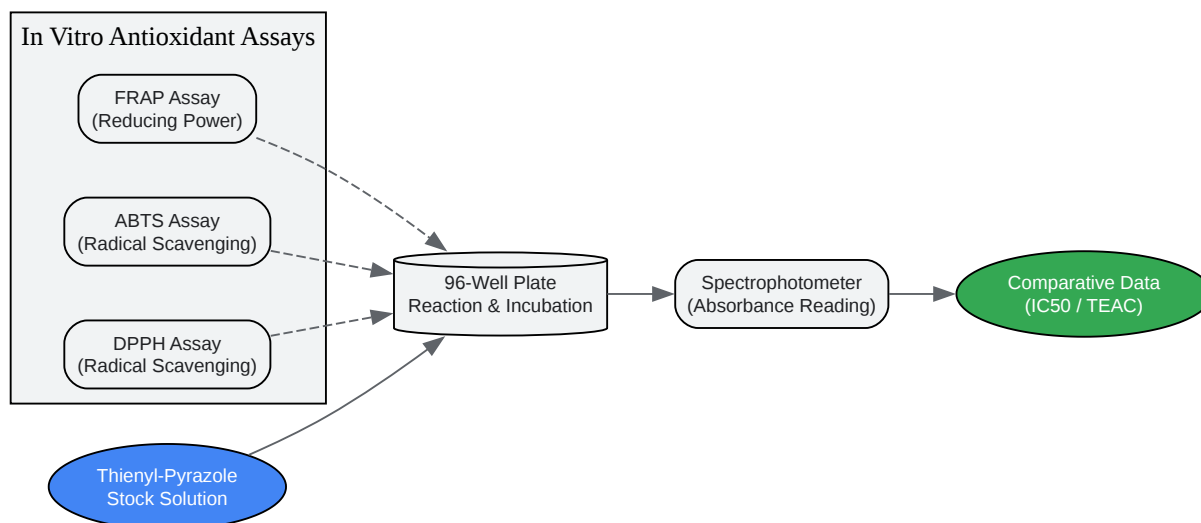 In Vitro Antioxidant Assays
FRAP Assay
(Reducing Power)
ABTS Assay
(Radical Scavenging)
DPPH Assay
(Radical Scavenging)
Thienyl-Pyrazole
Stock Solution
96-Well Plate
Reaction & Incubation
Spectrophotometer
(Absorbance Reading)
Comparative Data
(IC50 / TEAC)